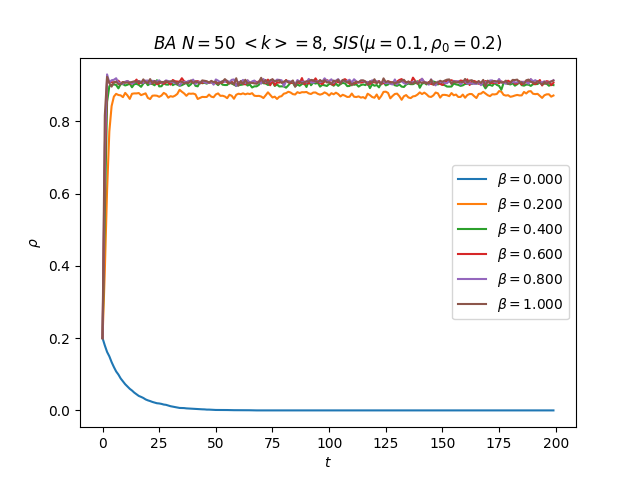 BA N = 50 < k >= 8, SIS(μ = 0.1, ρ₀ = 0.2)
ρ
0.8
0.6
0.4
0.2
0.0
β = 0.000
β = 0.200
β = 0.400
β = 0.600
β = 0.800
β = 1.000
0 25 50 75 100 125 150 175 200
t